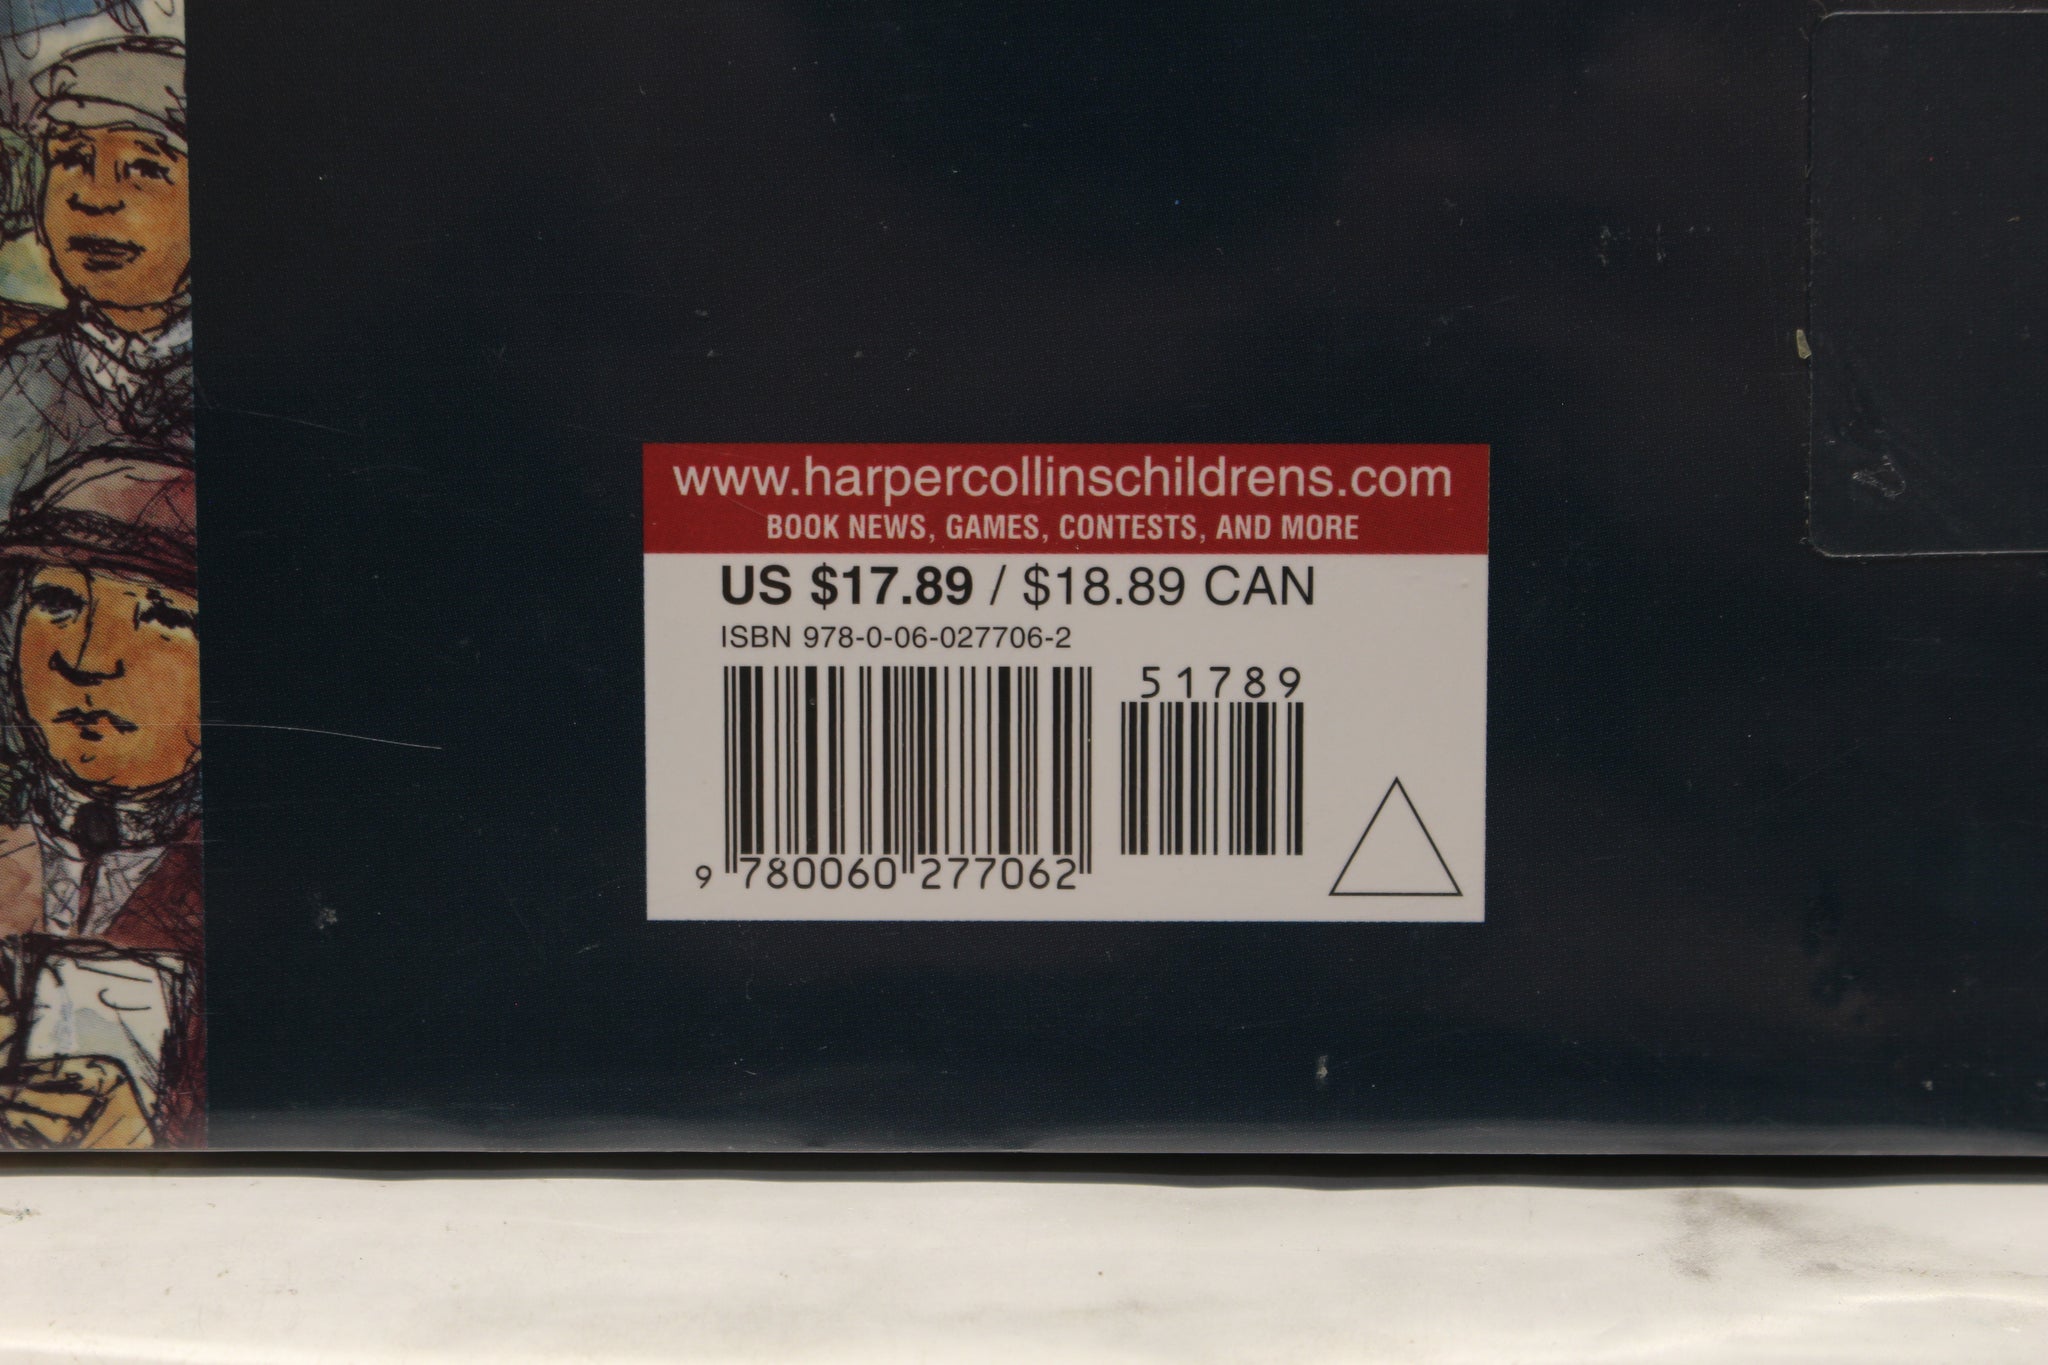 www.harpercollinschildrens.com
BOOK NEWS, GAMES, CONTESTS, AND MORE
US $17.89 / $18.89 CAN
ISBN 978-0-06-027706-2
51789
9 780060 277062